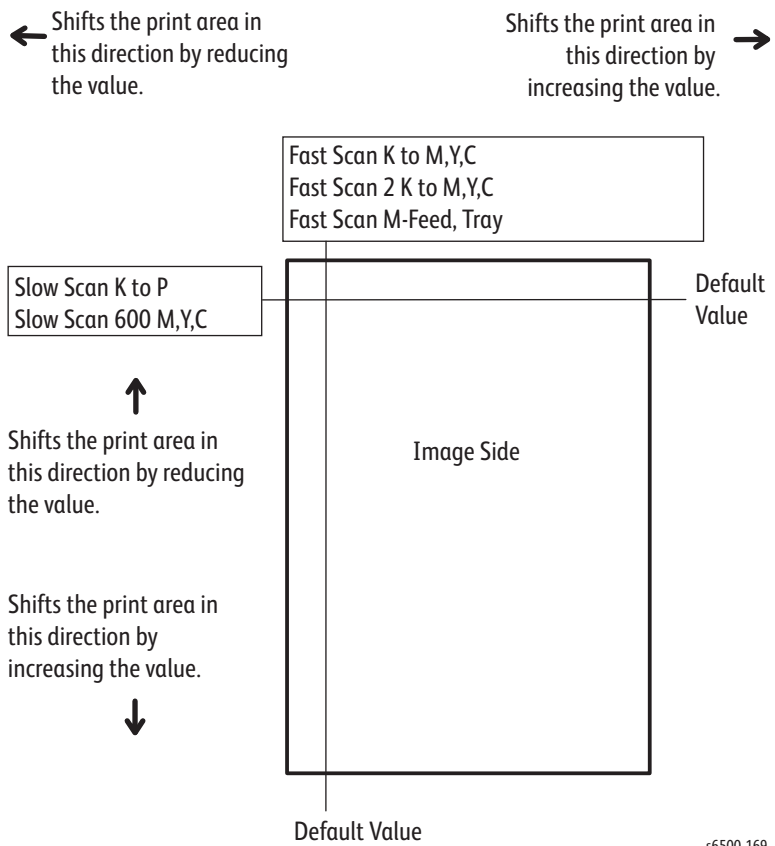 Shifts the print area in
this direction by reducing
the value.
Shifts the print area in
this direction by
increasing the value.
Fast Scan K to M,Y,C
Fast Scan 2 K to M,Y,C
Fast Scan M-Feed, Tray
Slow Scan K to P
Slow Scan 600 M,Y,C
Default
Value
Shifts the print area in
this direction by reducing
the value.
Image Side
Shifts the print area in
this direction by
increasing the value.
Default Value
s6500-169